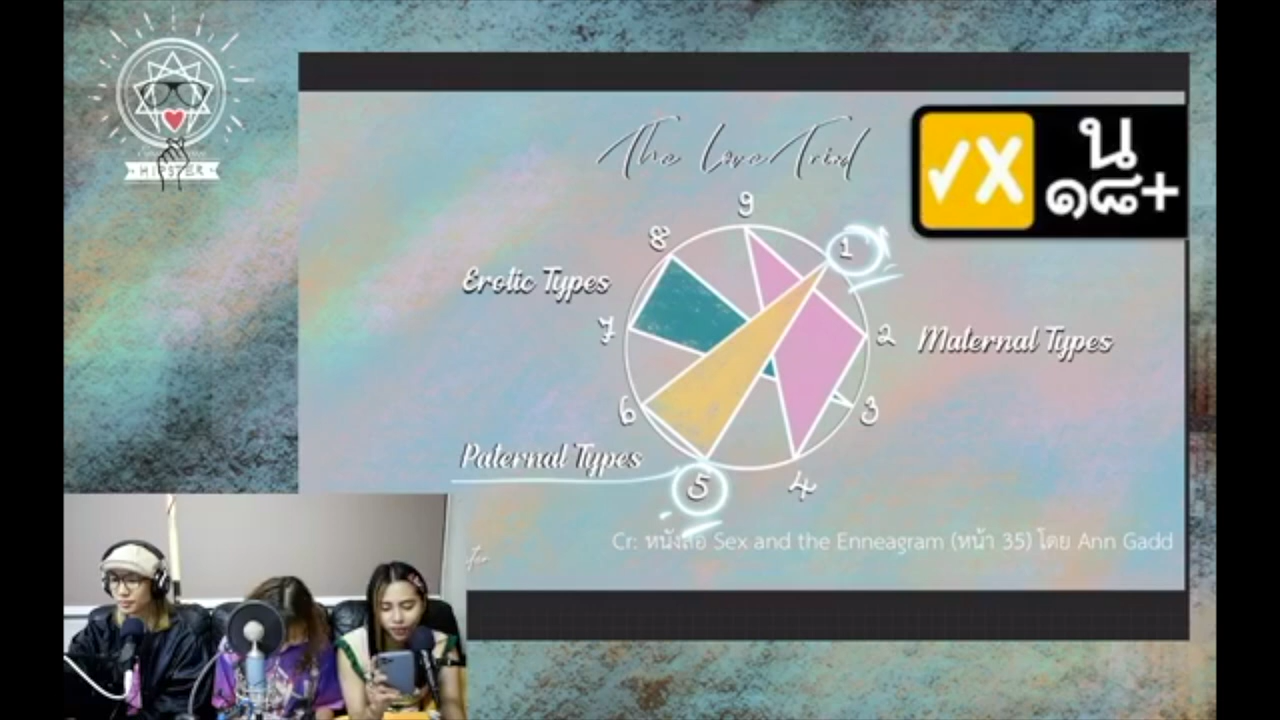 HIPSTER
The Love Triad
√X
น
๑๘+
9
8
1
Erotic Types
7
2
Maternal Types
6
3
Paternal Types
5
4
Cr: หนังสือ Sex and the Enneagram (หน้า 35) โดย Ann Gadd